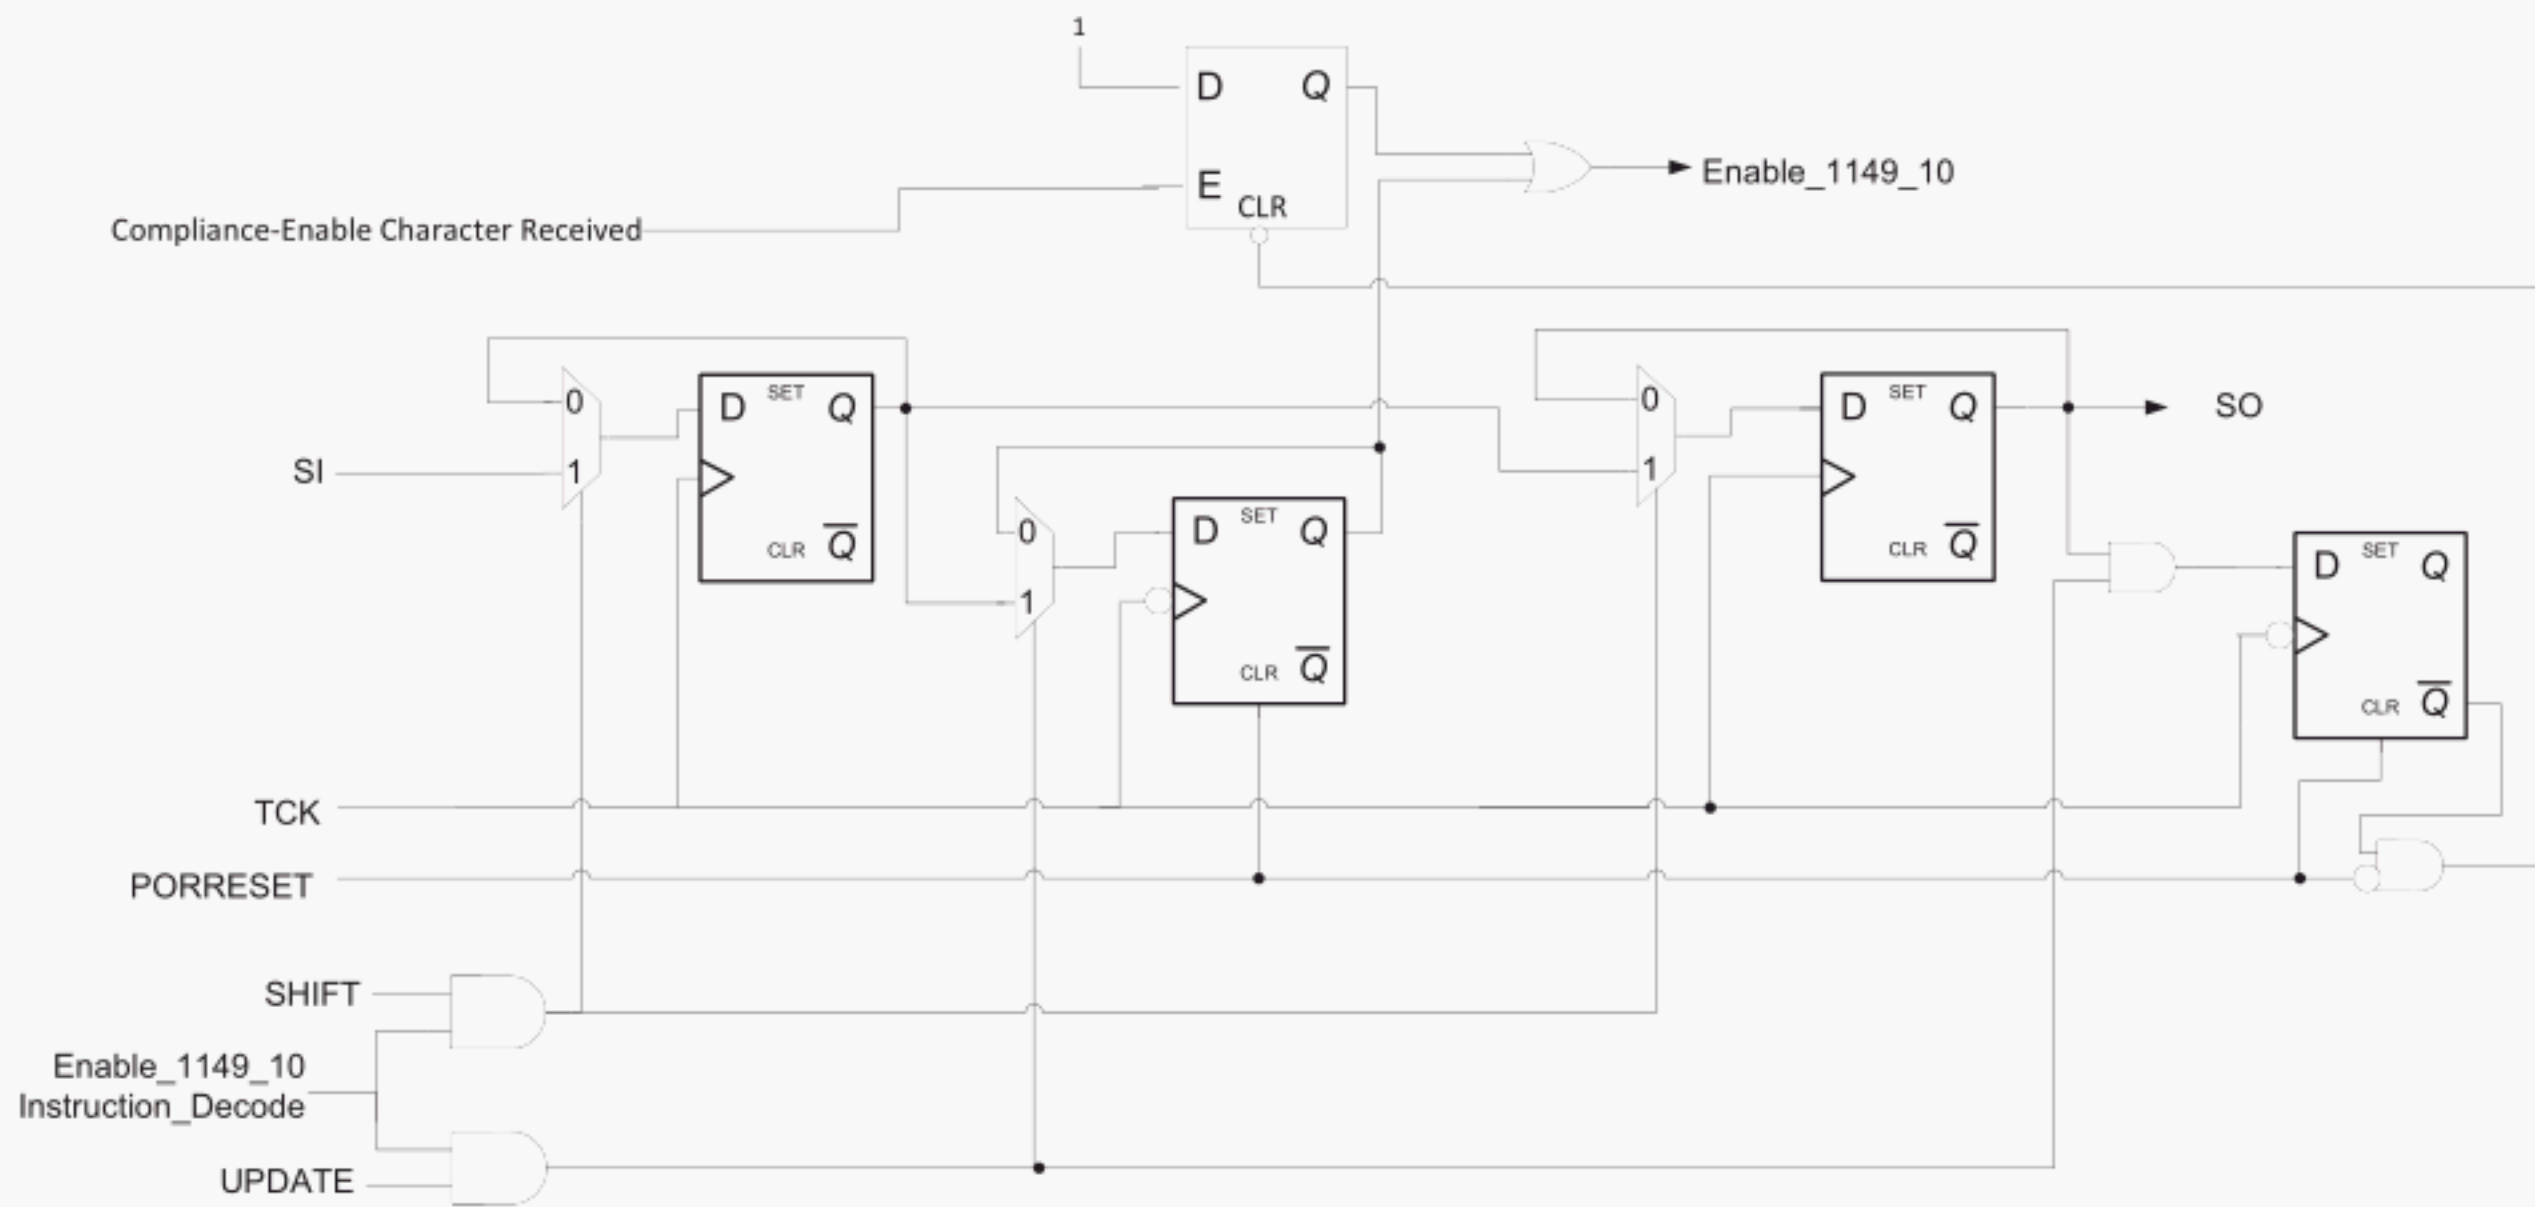 1
D Q
E
CLR
Enable_1149_10
Compliance-Enable Character Received
0
1
SI
D SET Q
CLR Q̅
0
1
D SET Q
CLR Q̅
0
1
D SET Q
CLR Q̅
SO
D SET Q
CLR Q̅
TCK
PORRESET
SHIFT
Enable_1149_10
Instruction_Decode
UPDATE